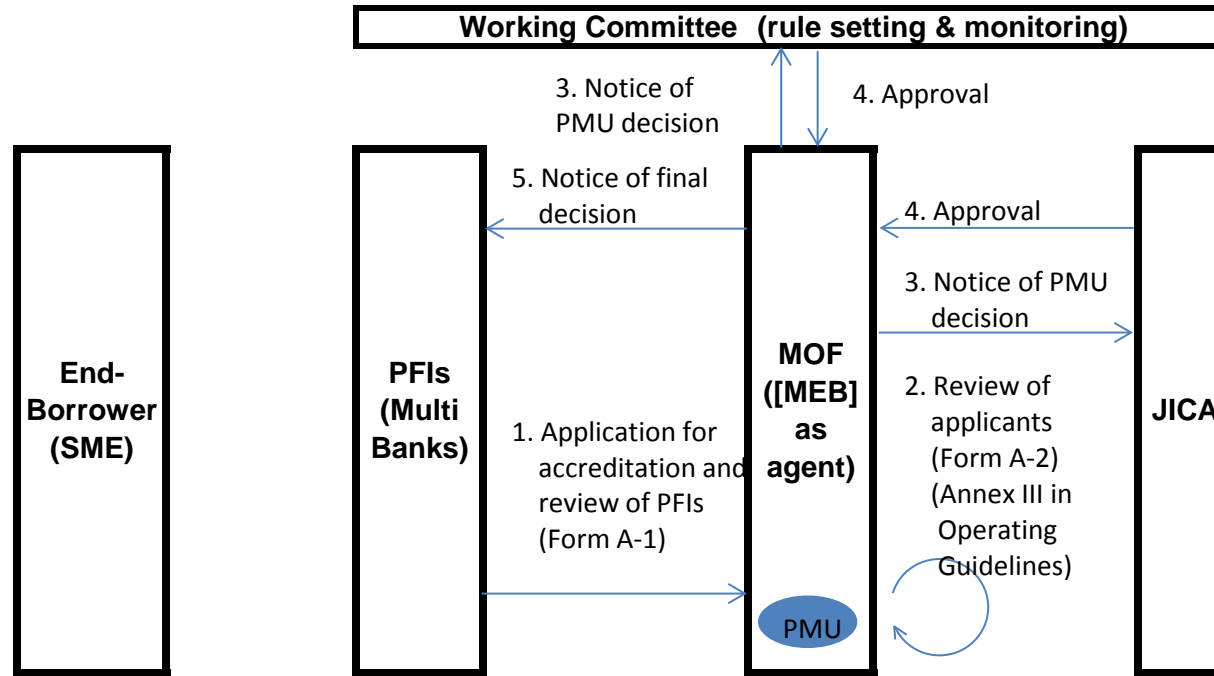 Working Committee (rule setting & monitoring)
3. Notice of
PMU decision
4. Approval
End-
Borrower
(SME)
PFIs
(Multi
Banks)
5. Notice of final
decision
1. Application for
accreditation and
review of PFIs
(Form A-1)
MOF
([MEB]
as
agent)
PMU
4. Approval
3. Notice of PMU
decision
2. Review of
applicants
(Form A-2)
(Annex III in
Operating
Guidelines)
JICA